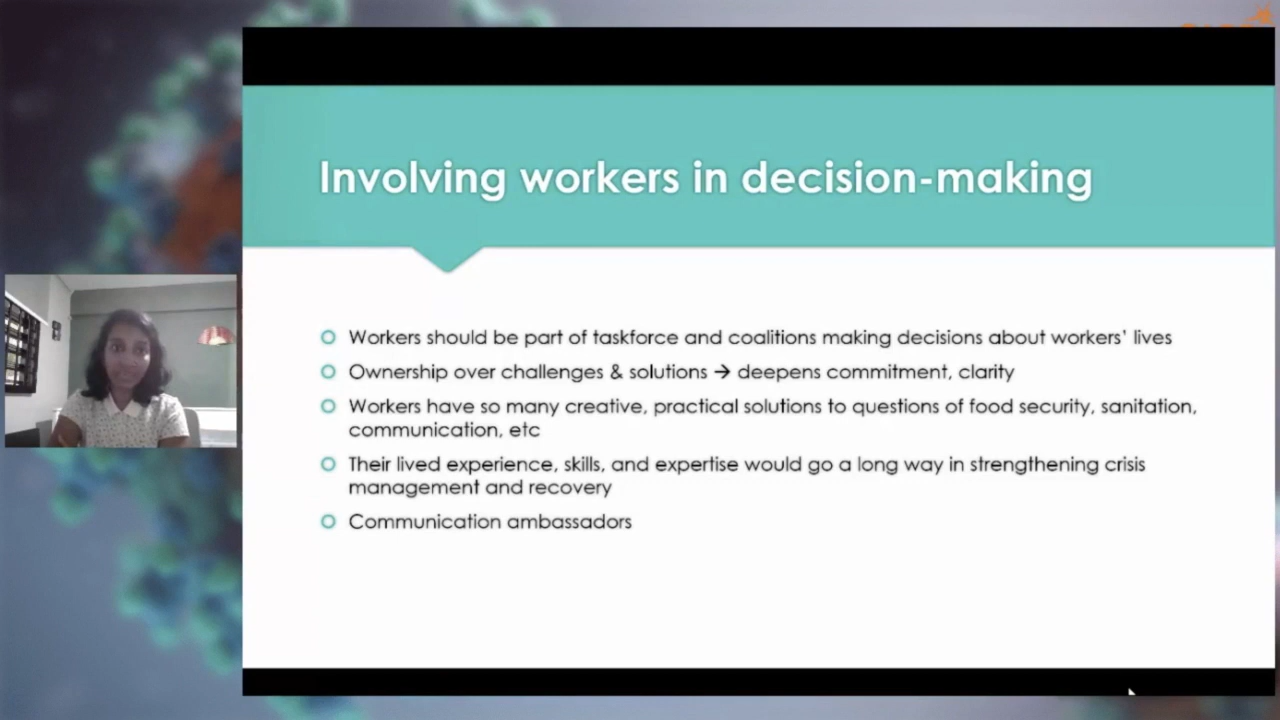 Involving workers in decision-making
Workers should be part of taskforce and coalitions making decisions about workers' lives
Ownership over challenges & solutions → deepens commitment, clarity
Workers have so many creative, practical solutions to questions of food security, sanitation,
communication, etc
Their lived experience, skills, and expertise would go a long way in strengthening crisis
management and recovery
Communication ambassadors